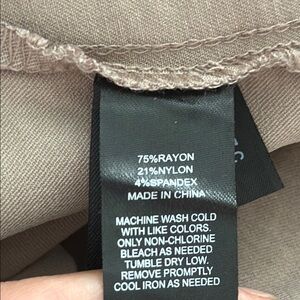 75%RAYON
21%NYLON
4%SPANDEX
MADE IN CHINA
MACHINE WASH COLD
WITH LIKE COLORS.
ONLY NON-CHLORINE
BLEACH AS NEEDED
TUMBLE DRY LOW.
REMOVE PROMPTLY
COOL IRON AS NEEDED